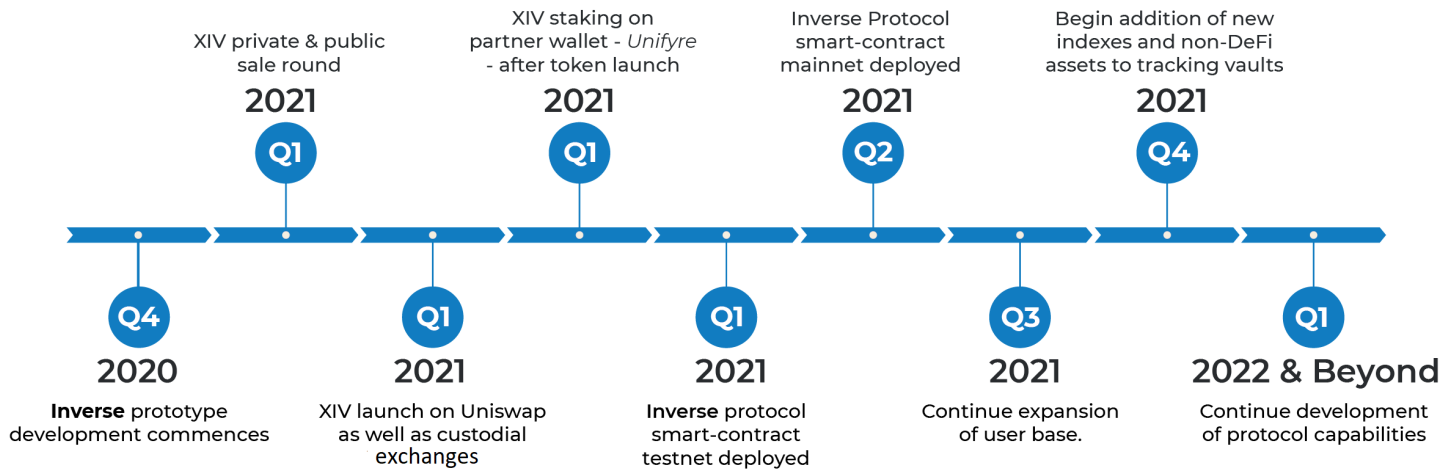 XIV private & public
sale round
2021
Q1
XIV staking on
partner wallet - Unifyre
- after token launch
2021
Q1
Inverse Protocol
smart-contract
mainnet deployed
2021
Q2
Begin addition of new
indexes and non-DeFi
assets to tracking vaults
2021
Q4
Q4
2020
Inverse prototype
development commences
Q1
2021
XIV launch on Uniswap
as well as custodial
exchanges
Q1
2021
Inverse protocol
smart-contract
testnet deployed
Q3
2021
Continue expansion
of user base.
Q1
2022 & Beyond
Continue development
of protocol capabilities